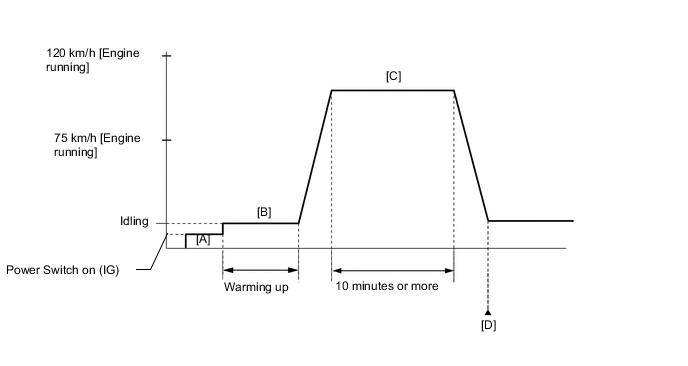 120 km/h [Engine
running]
[C]
75 km/h [Engine
running]
Idling
[B]
[A]
Power Switch on (IG)
Warming up
10 minutes or more
[D]